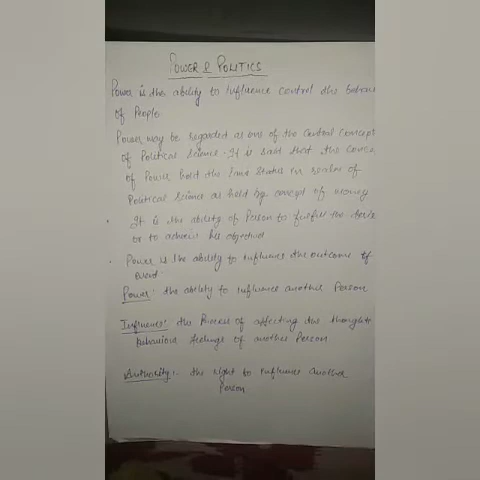 POWER & POLITICS
Power is the ability to Influence control the behav
of People
Power may be regarded as one of the Central Concept
of Political Science. It is said that the conce
of Power hold the same status in realm of
Political Science as held by concept of money
It is the ability of Person to fulfill his desire
or to achieve his objective
Power is the ability to Influence the outcome of
event
Power: the ability to influence another Person
Influence: the Process of affecting the thoughts
behaviour feelings of another Person
Authority:- the right to influence another
Person